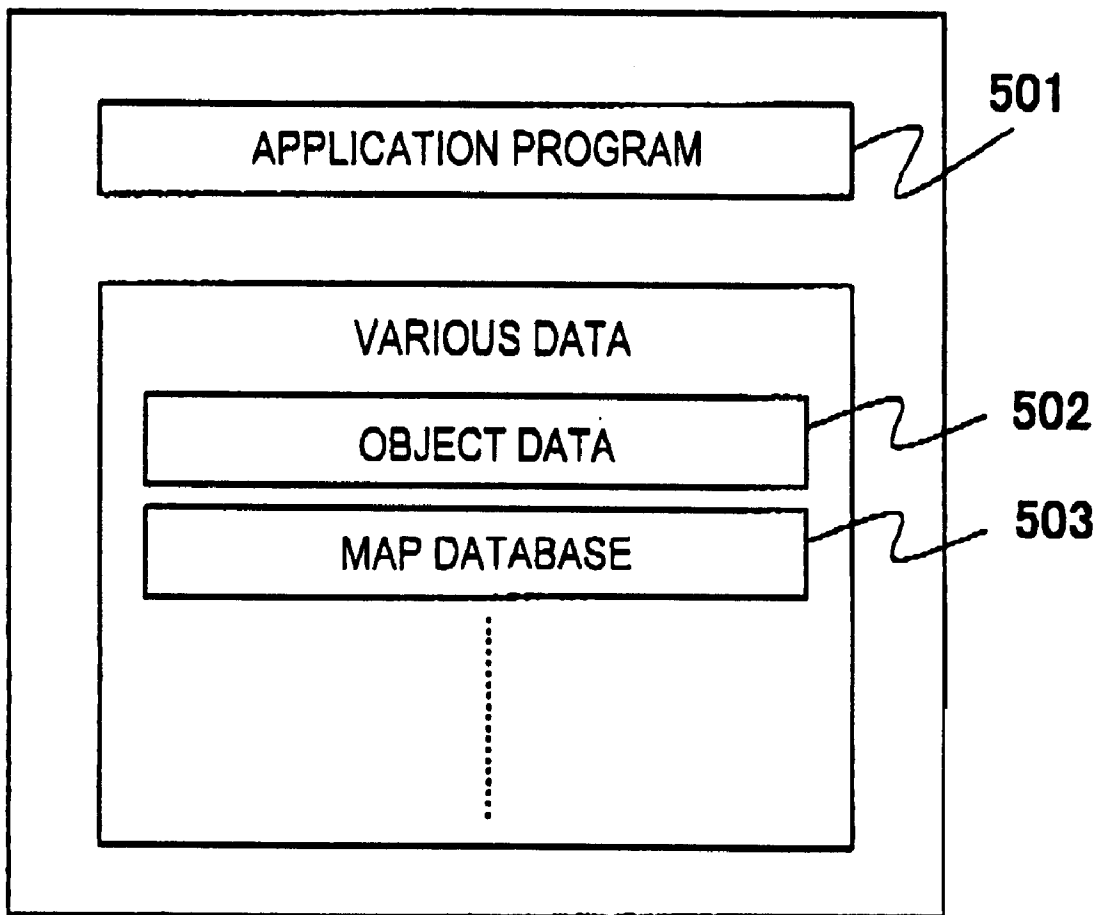 501
APPLICATION PROGRAM
VARIOUS DATA
502
OBJECT DATA
503
MAP DATABASE